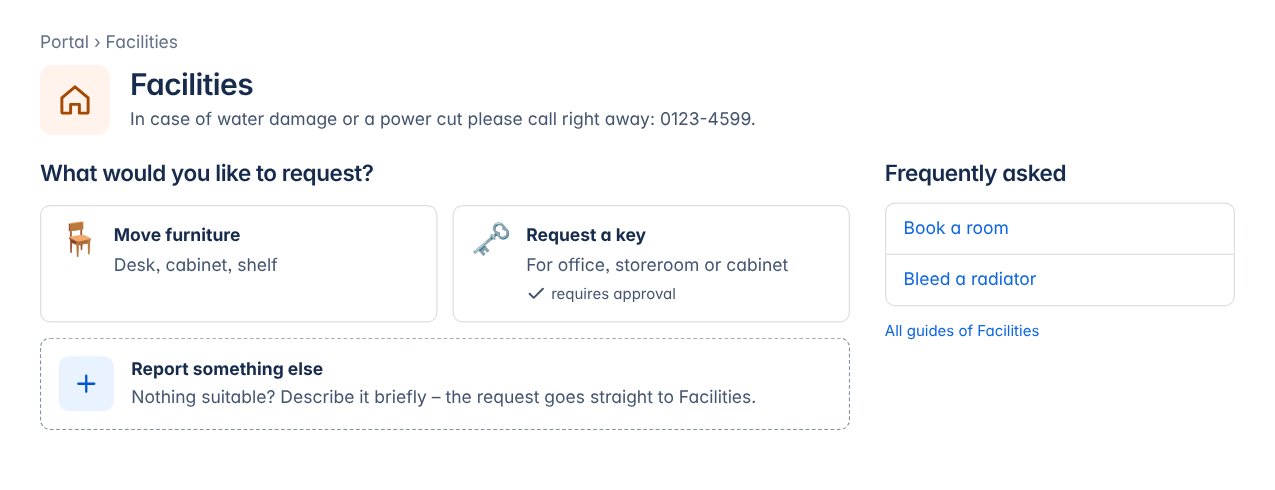 Portal › Facilities
Facilities
In case of water damage or a power cut please call right away: 0123-4599.
What would you like to request?
Move furniture
Desk, cabinet, shelf
Request a key
For office, storeroom or cabinet
requires approval
Report something else
Nothing suitable? Describe it briefly – the request goes straight to Facilities.
Frequently asked
Book a room
Bleed a radiator
All guides of Facilities